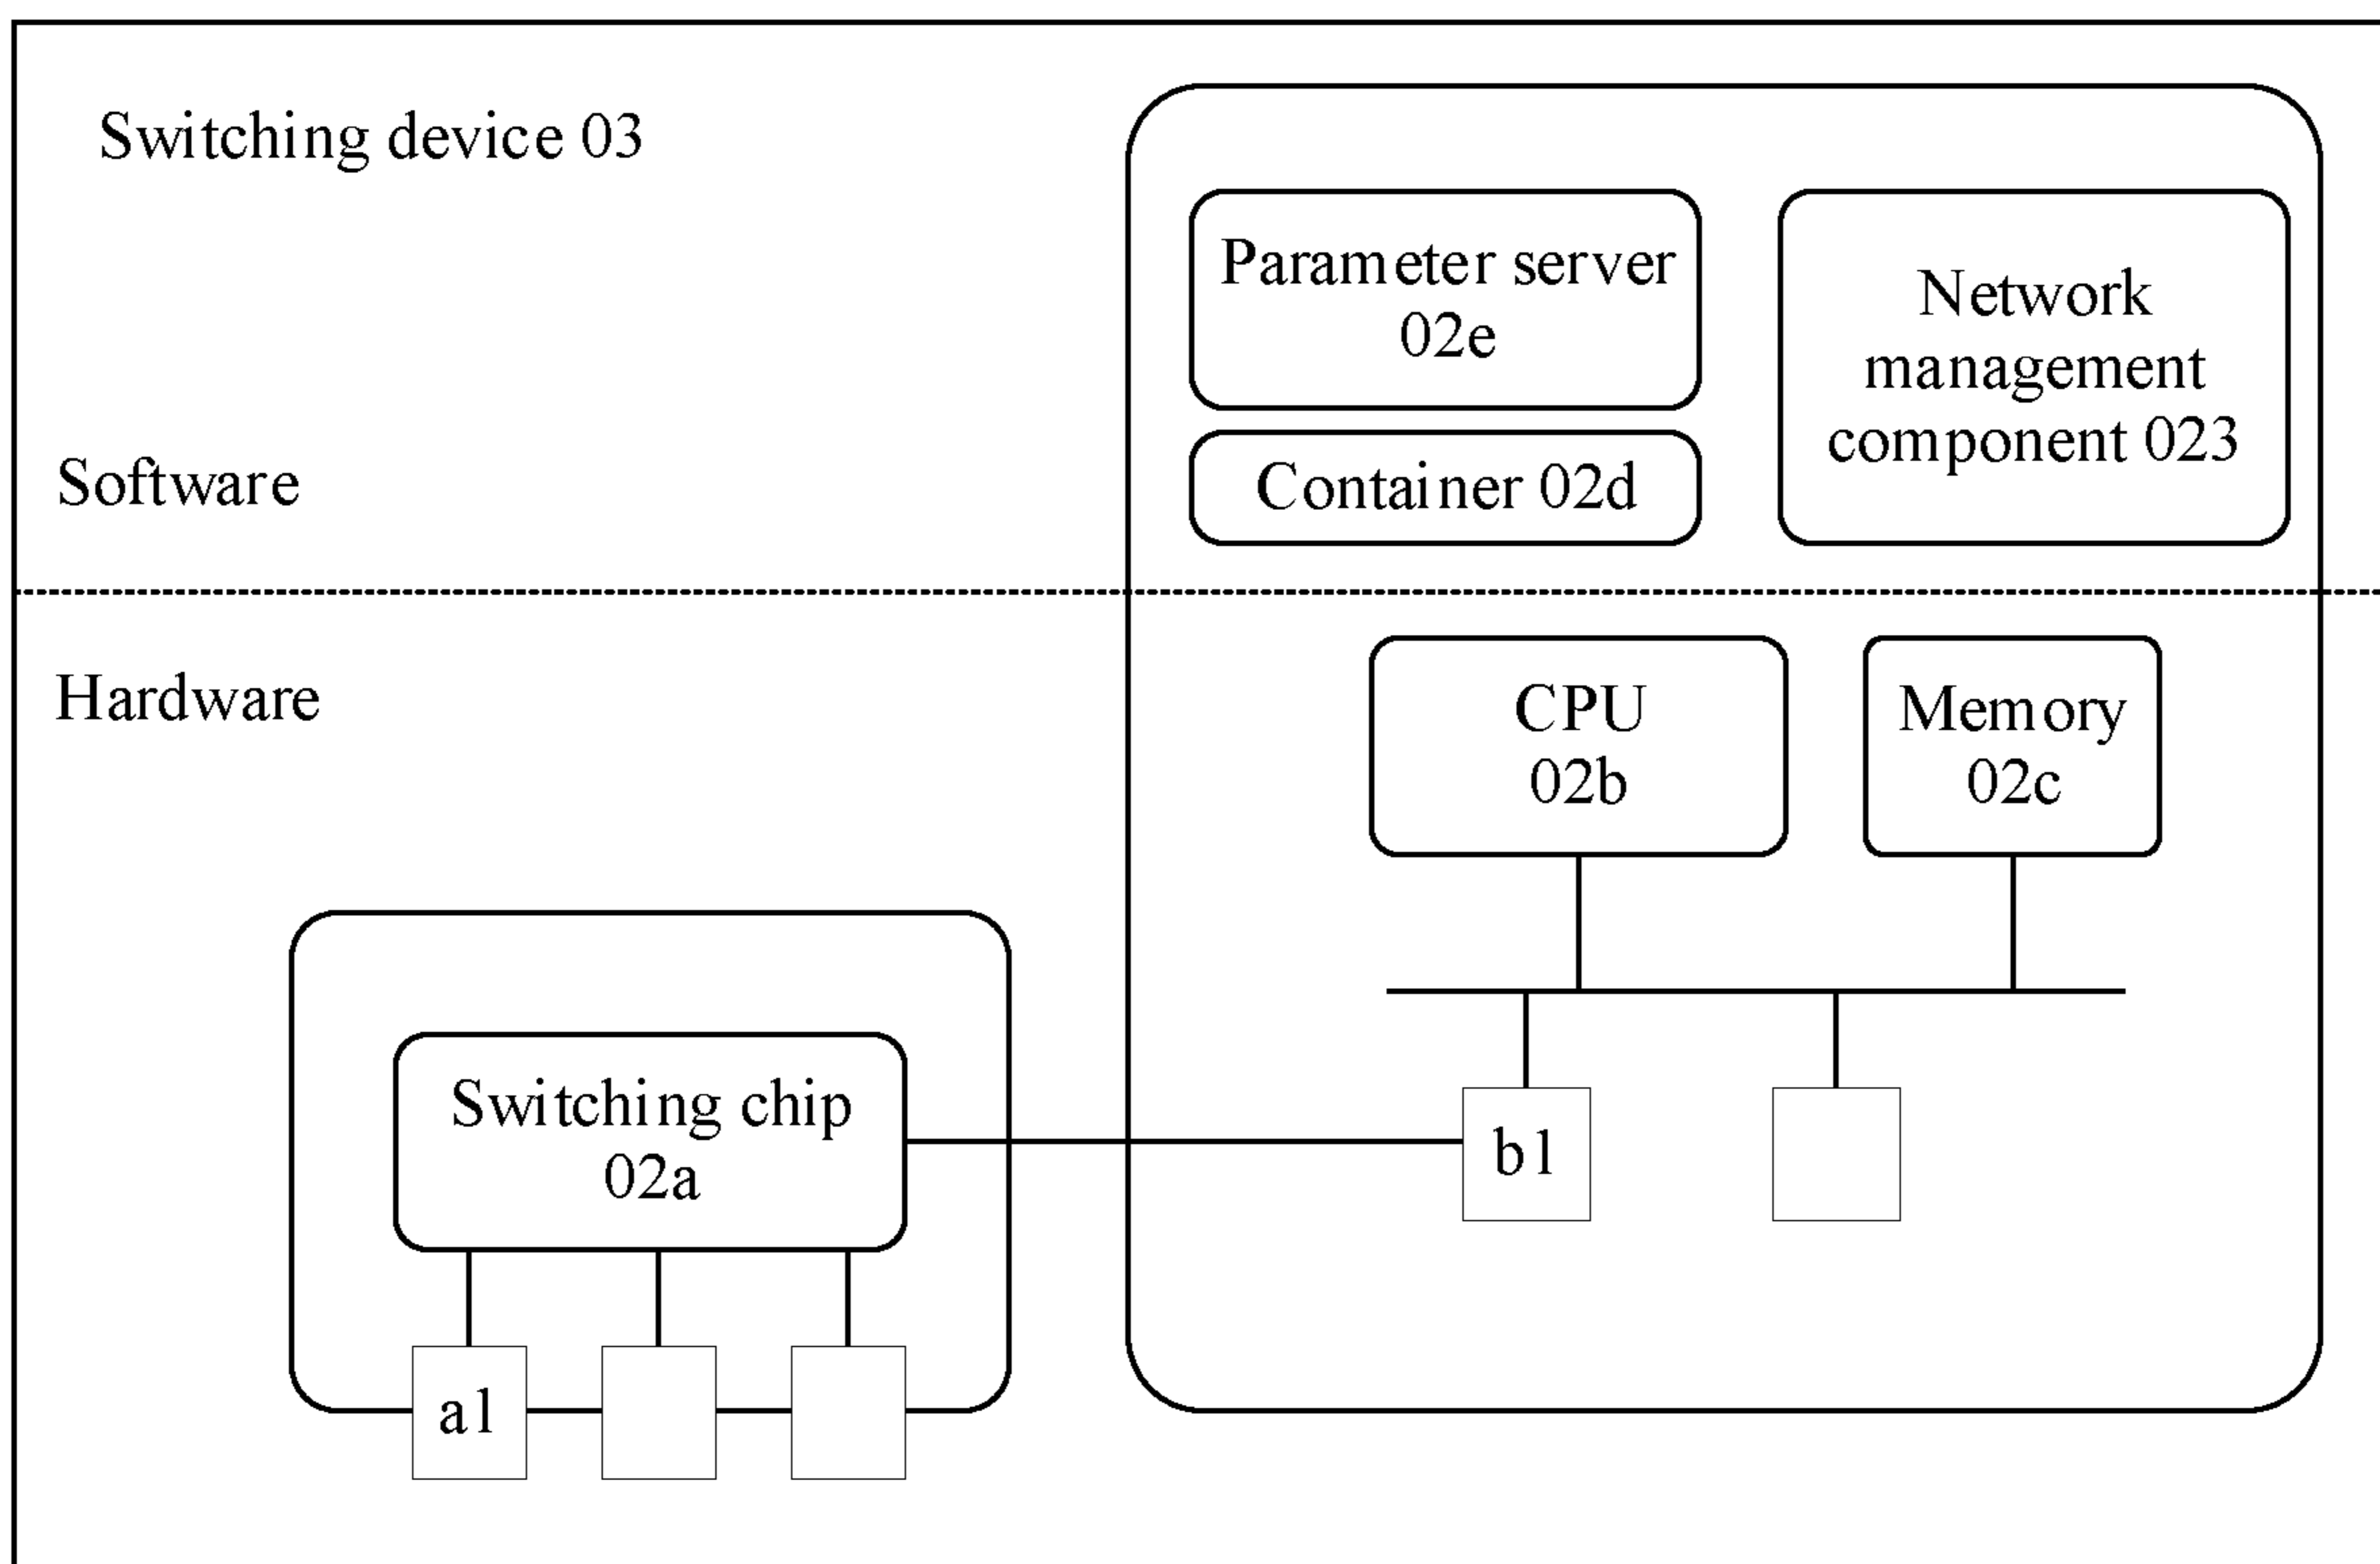 Switching device 03
Parameter server
02e
Network
management
component 023
Container 02d
Software
Hardware
CPU
02b
Memory
02c
Switching chip
02a
b1
a1